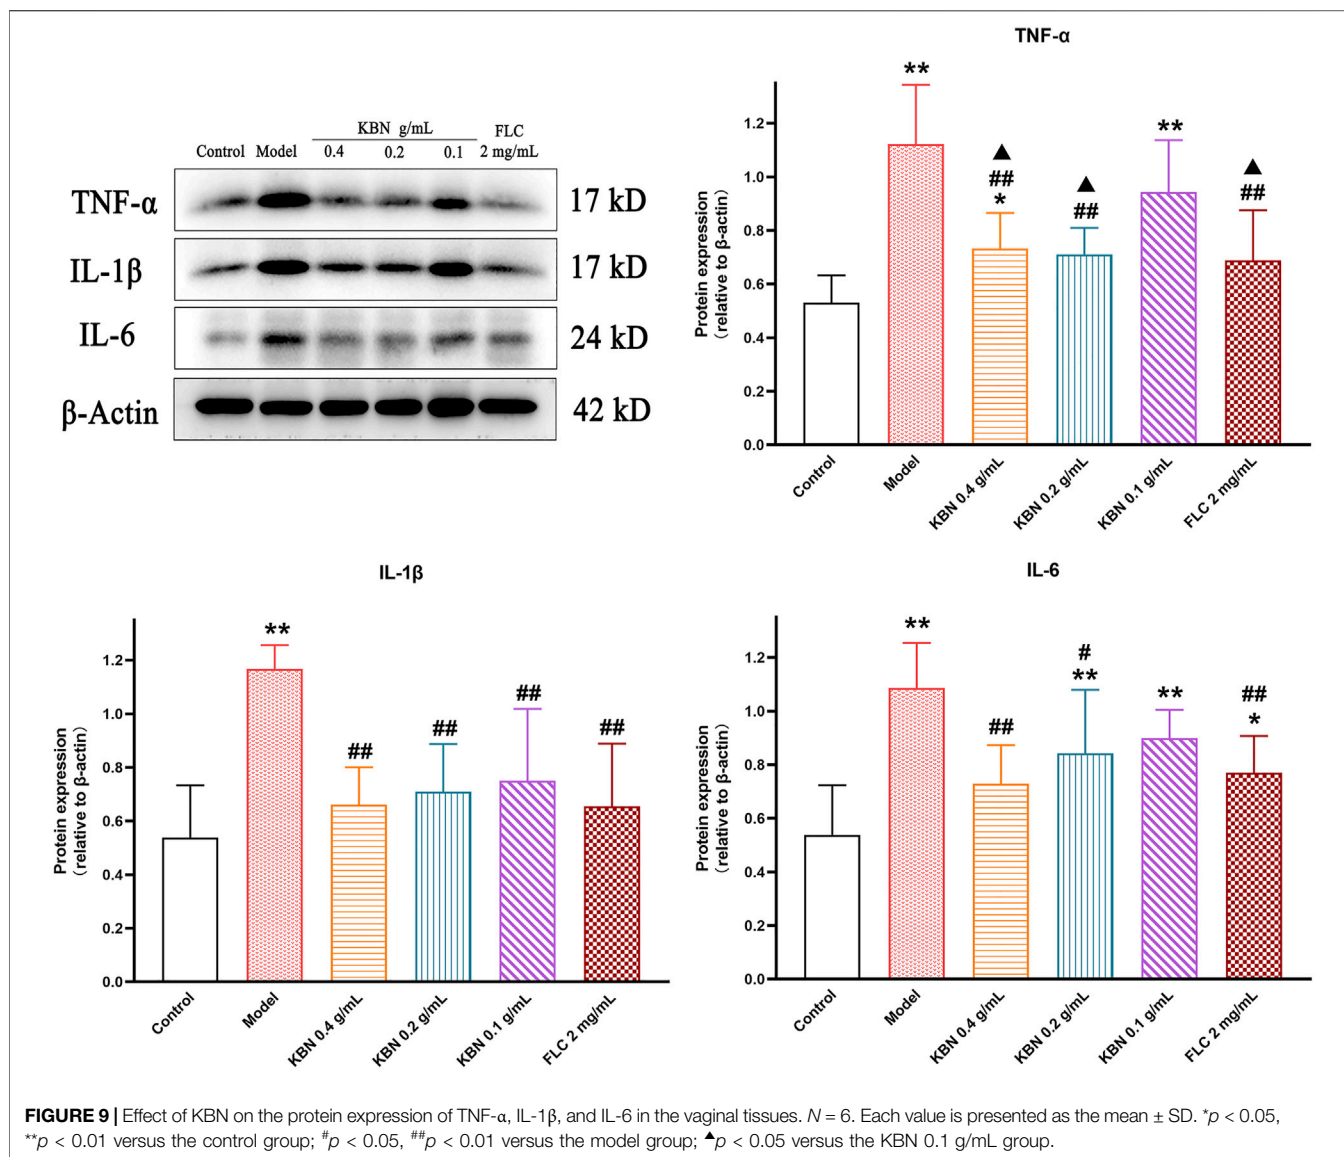 KBN g/mL
FLC
Control Model 0.4 0.2 0.1 2 mg/mL
TNF-α 17 kD
IL-1β 17 kD
IL-6 24 kD
β-Actin 42 kD
TNF-α
Protein expression
(relative to β-actin)
1.2
1.0
0.8
0.6
0.4
0.2
0.0
**
▲
##
*
▲
##
**
▲
##
Control
Model
KBN 0.4 g/mL
KBN 0.2 g/mL
KBN 0.1 g/mL
FLC 2 mg/mL
IL-1β
Protein expression
(relative to β-actin)
1.2
1.0
0.8
0.6
0.4
0.2
0.0
**
##
##
##
##
Control
Model
KBN 0.4 g/mL
KBN 0.2 g/mL
KBN 0.1 g/mL
FLC 2 mg/mL
IL-6
Protein expression
(relative to β-actin)
1.2
1.0
0.8
0.6
0.4
0.2
0.0
**
##
#
**
**
##
*
Control
Model
KBN 0.4 g/mL
KBN 0.2 g/mL
KBN 0.1 g/mL
FLC 2 mg/mL
FIGURE 9 | Effect of KBN on the protein expression of TNF-α, IL-1β, and IL-6 in the vaginal tissues. N = 6. Each value is presented as the mean ± SD. *p < 0.05,
**p < 0.01 versus the control group; #p < 0.05, ##p < 0.01 versus the model group; ▲p < 0.05 versus the KBN 0.1 g/mL group.